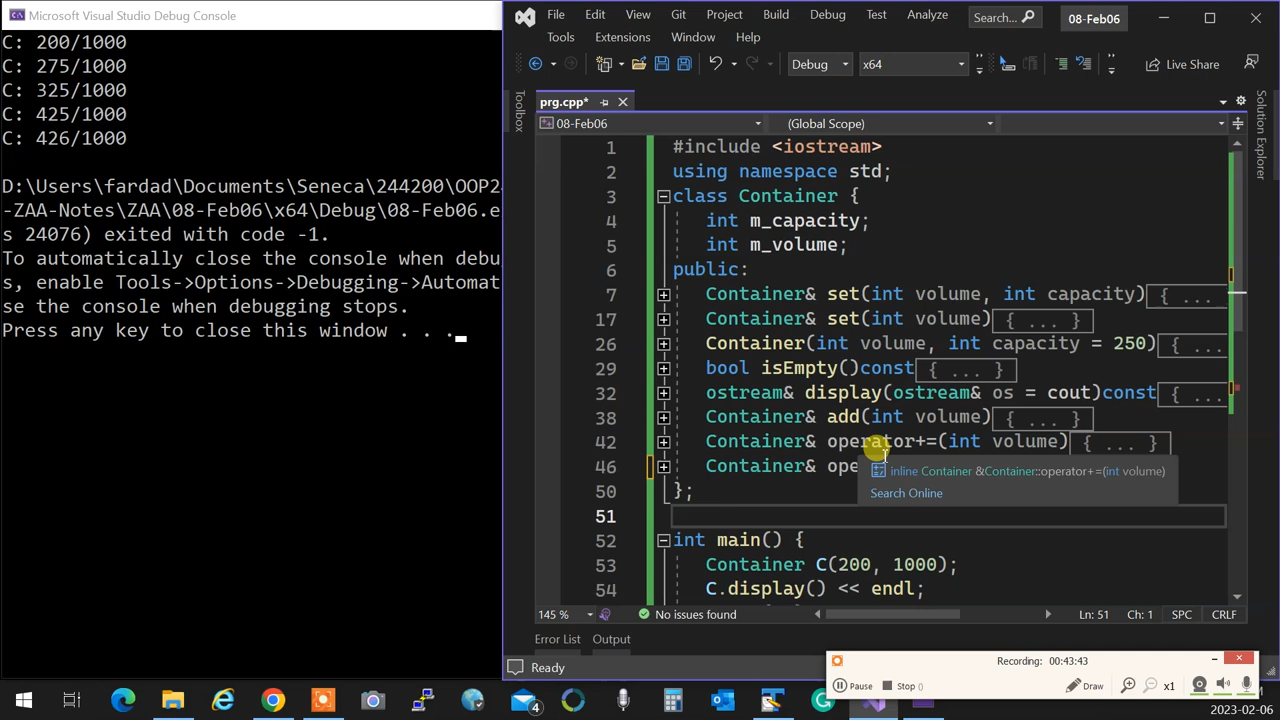 Microsoft Visual Studio Debug Console
C: 200/1000
C: 275/1000
C: 325/1000
C: 425/1000
C: 426/1000
D:\Users\fardad\Documents\Seneca\244200\OOP2
-ZAA-Notes\ZAA\08-Feb06\x64\Debug\08-Feb06.e
s 24076) exited with code -1.
To automatically close the console when debu
s, enable Tools->Options->Debugging->Automat
se the console when debugging stops.
Press any key to close this window . . .
File Edit View Git Project Build Debug Test Analyze Search... 08-Feb06
Tools Extensions Window Help
Debug x64 Live Share
Toolbox
prg.cpp*
Solution Explorer
08-Feb06 (Global Scope)
1 #include <iostream>
2 using namespace std;
3 class Container {
4 int m_capacity;
5 int m_volume;
6 public:
7 Container& set(int volume, int capacity) { ...
17 Container& set(int volume) { ... }
26 Container(int volume, int capacity = 250) { ...
29 bool isEmpty()const { ... }
32 ostream& display(ostream& os = cout)const { ...
38 Container& add(int volume) { ... }
42 Container& operator+=(int volume) { ... }
46 Container& ope
inline Container &Container::operator+=(int volume)
Search Online
50 };
51
52 int main() {
53 Container C(200, 1000);
54 C.display() << endl;
145 % No issues found Ln: 51 Ch: 1 SPC CRLF
Error List Output
Ready
Recording: 00:43:43
Pause Stop () Draw x1
4
2023-02-06